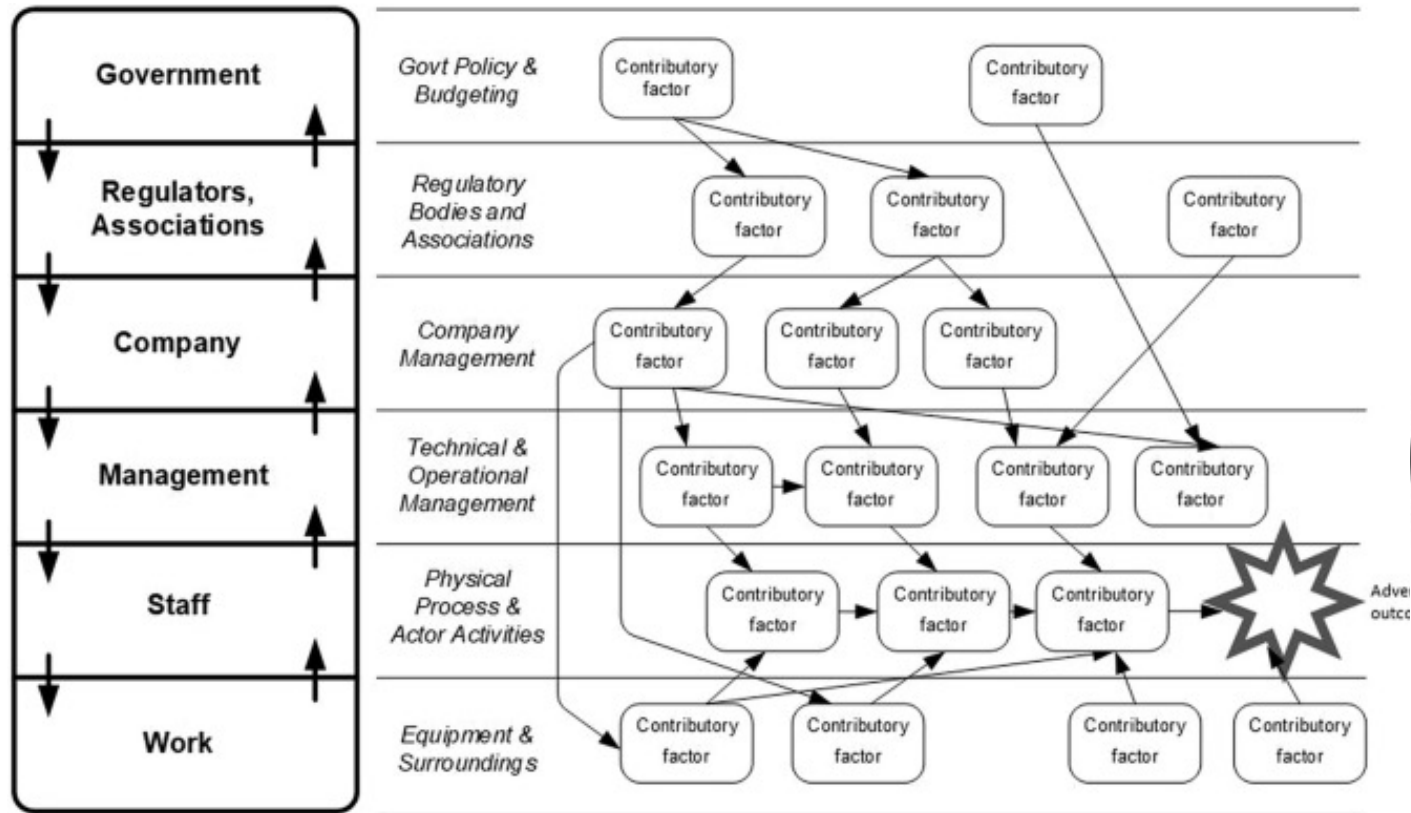 Government
Regulators,
Associations
Company
Management
Staff
Work
Govt Policy &
Budgeting
Contributory
factor
Contributory
factor
Regulatory
Bodies and
Associations
Contributory
factor
Contributory
factor
Contributory
factor
Company
Management
Contributory
factor
Contributory
factor
Contributory
factor
Technical &
Operational
Management
Contributory
factor
Contributory
factor
Contributory
factor
Contributory
factor
Physical
Process &
Actor Activities
Contributory
factor
Contributory
factor
Contributory
factor
Adver
outco
Equipment &
Surroundings
Contributory
factor
Contributory
factor
Contributory
factor
Contributory
factor